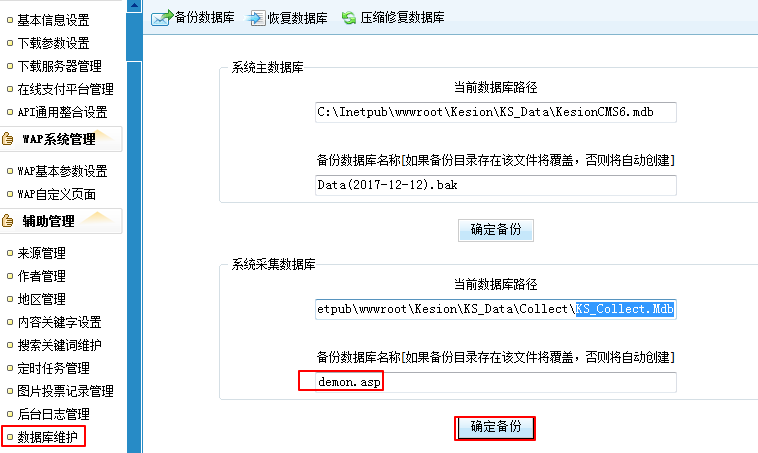 基本信息设置
下载参数设置
下载服务器管理
在线支付平台管理
API通用整合设置
WAP系统管理
WAP基本参数设置
WAP自定义页面
辅助管理
来源管理
作者管理
地区管理
内容关键字设置
搜索关键词维护
定时任务管理
图片投票记录管理
后台日志管理
数据库维护
备份数据库 恢复数据库 压缩修复数据库
系统主数据库
当前数据库路径
C:\Inetpub\wwwroot\Kesion\KS_Data\KesionCMS6.mdb
备份数据库名称[如果备份目录存在该文件将覆盖，否则将自动创建]
Data(2017-12-12).bak
确定备份
系统采集数据库
当前数据库路径
etpub\wwwroot\Kesion\KS_Data\Collect\KS_Collect.Mdb
备份数据库名称[如果备份目录存在该文件将覆盖，否则将自动创建]
demon.asp
确定备份